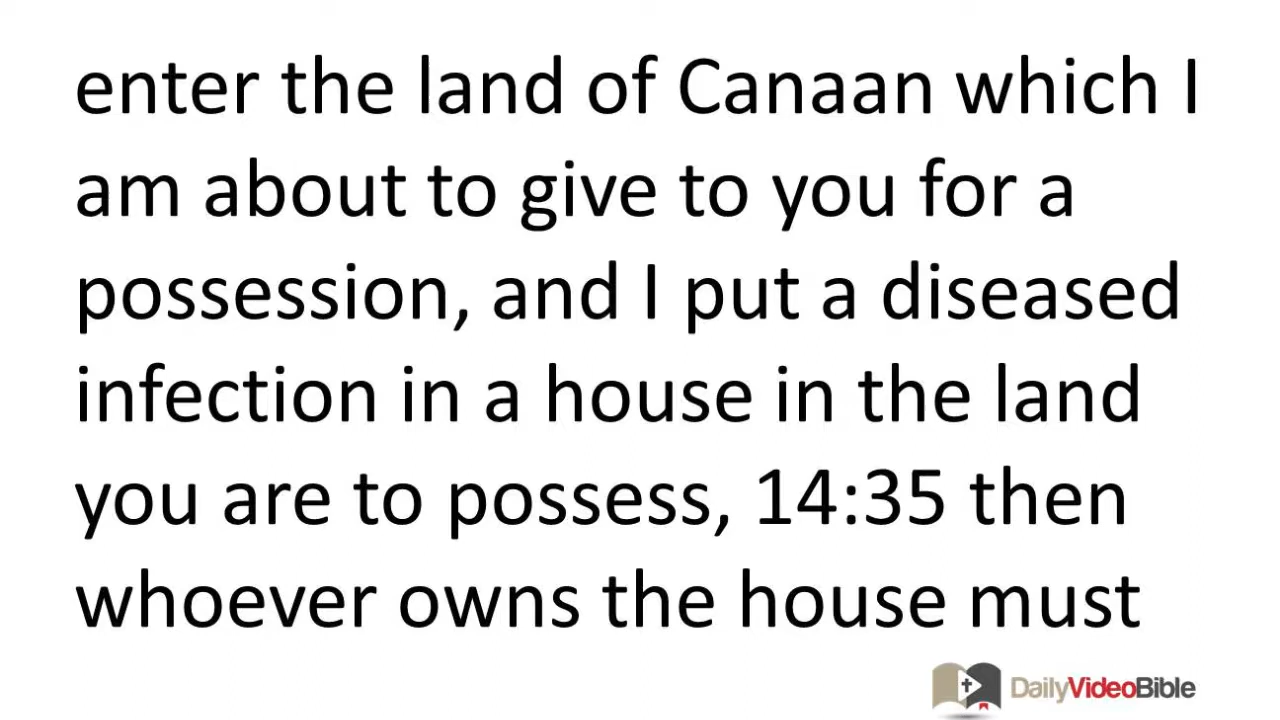 enter the land of Canaan which I
am about to give to you for a
possession, and I put a diseased
infection in a house in the land
you are to possess, 14:35 then
whoever owns the house must
DailyVideoBible